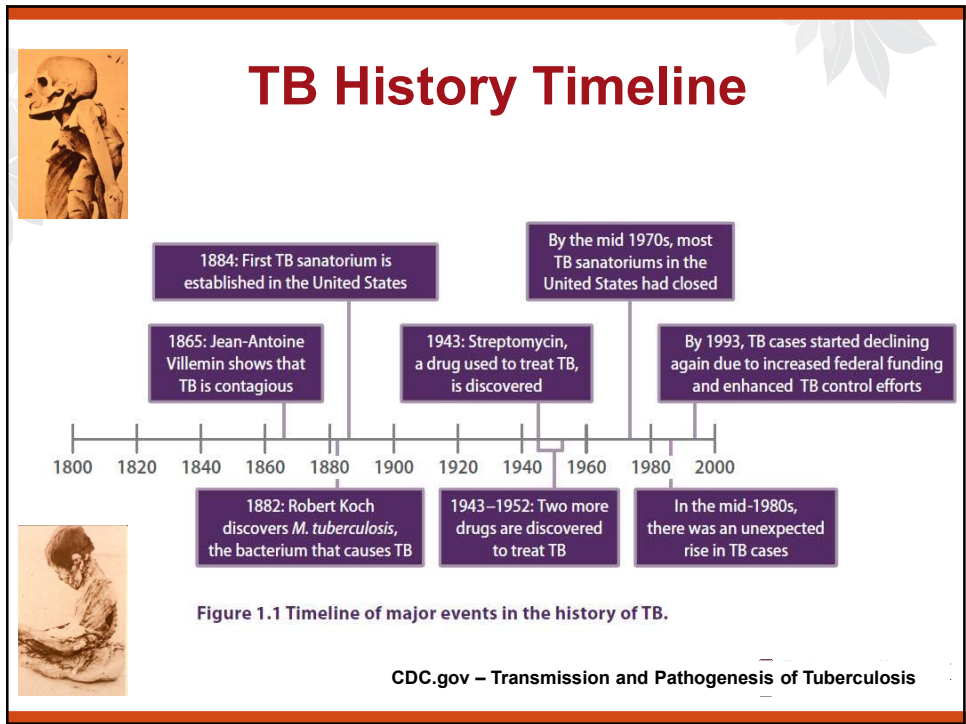 TB History Timeline
1884: First TB sanatorium is
established in the United States
By the mid 1970s, most
TB sanatoriums in the
United States had closed
1865: Jean-Antoine
Villemin shows that
TB is contagious
1943: Streptomycin,
a drug used to treat TB,
is discovered
By 1993, TB cases started declining
again due to increased federal funding
and enhanced TB control efforts
1800 1820 1840 1860 1880 1900 1920 1940 1960 1980 2000
1882: Robert Koch
discovers M. tuberculosis,
the bacterium that causes TB
1943–1952: Two more
drugs are discovered
to treat TB
In the mid-1980s,
there was an unexpected
rise in TB cases
Figure 1.1 Timeline of major events in the history of TB.
CDC.gov – Transmission and Pathogenesis of Tuberculosis